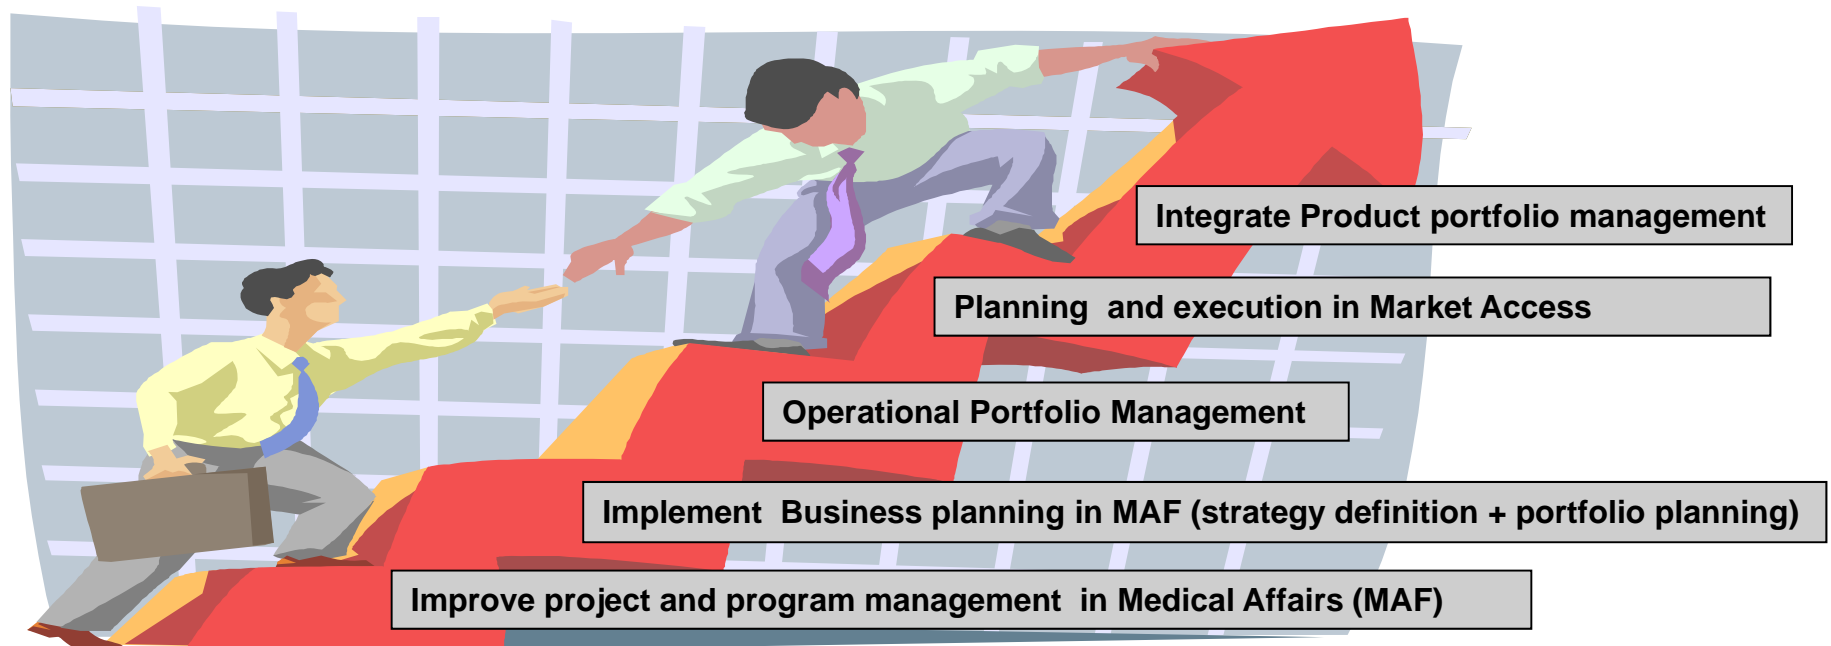 Integrate Product portfolio management
Planning  and execution in Market Access
Operational Portfolio Management
Implement  Business planning in MAF (strategy definition + portfolio planning)
Improve project and program management  in Medical Affairs (MAF)